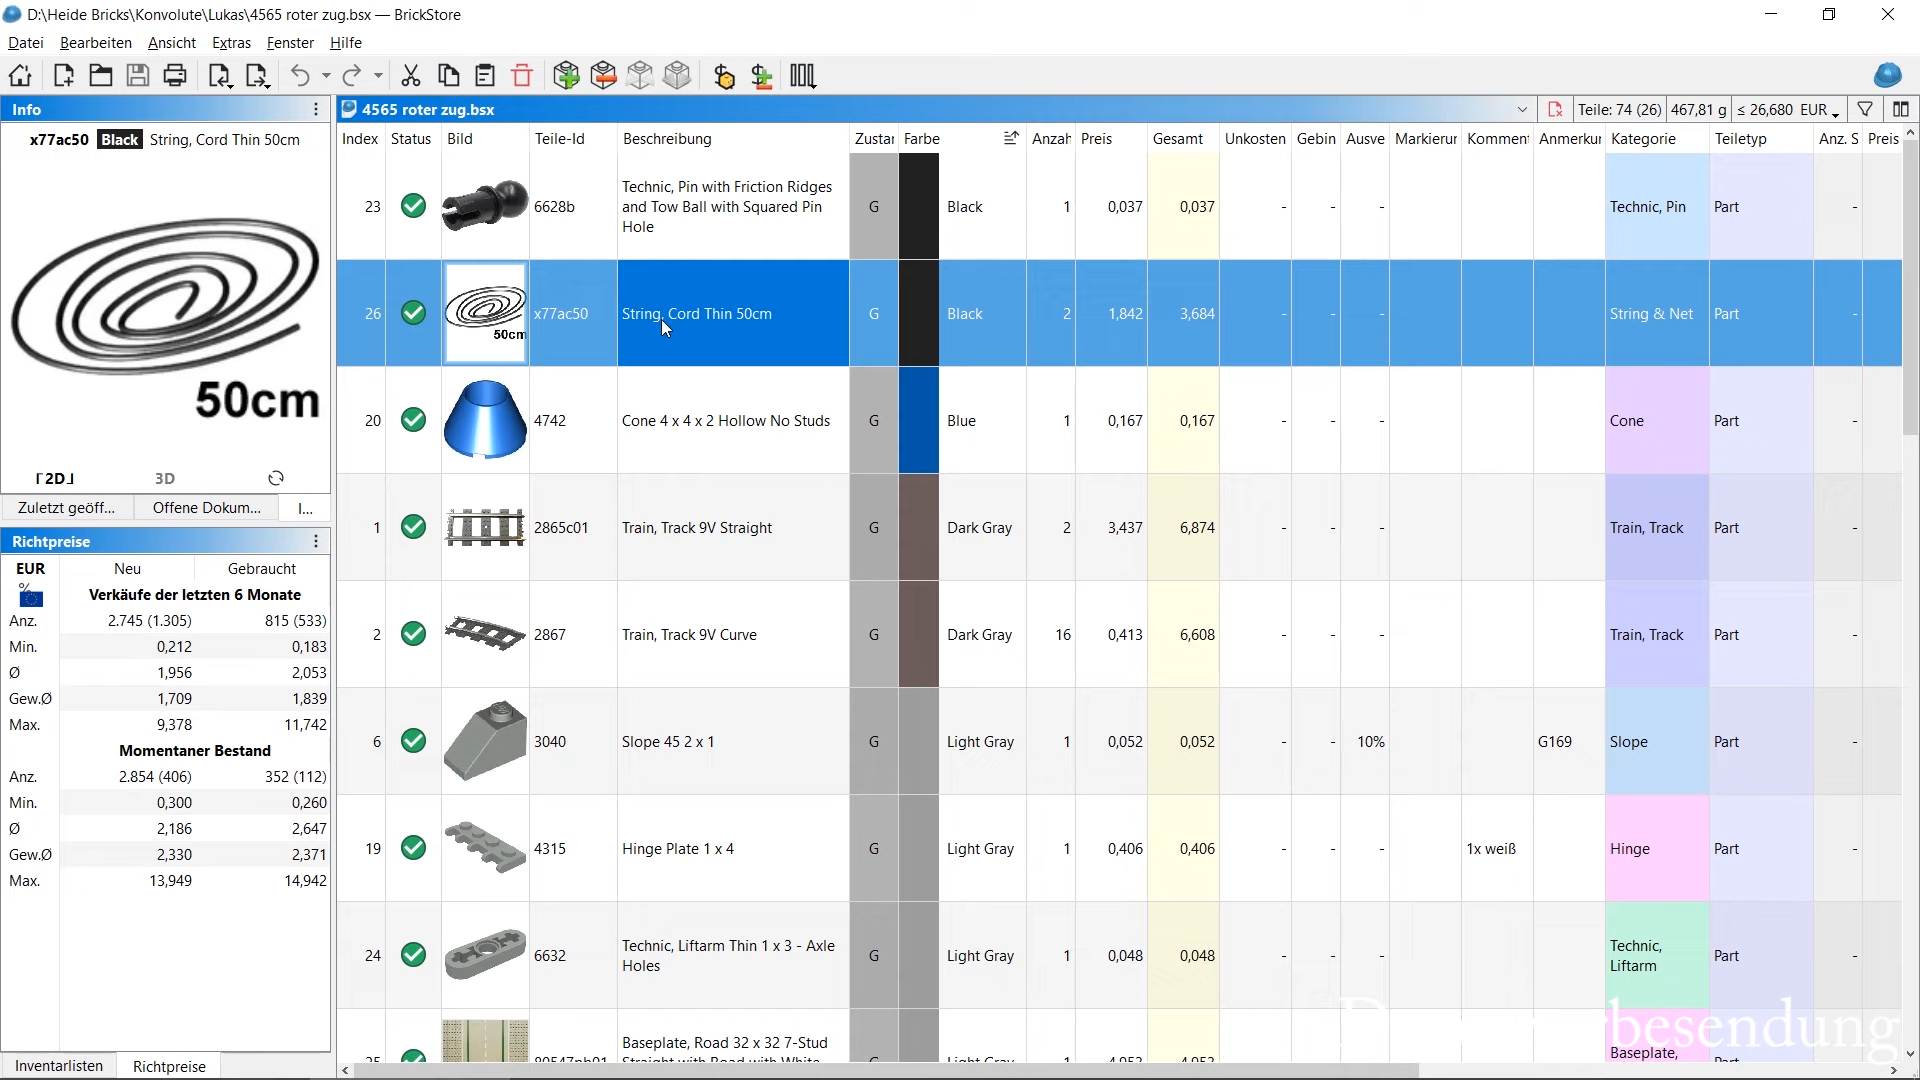 D:\Heide Bricks\Konvolute\Lukas\4565 roter zug.bsx — BrickStore
Datei Bearbeiten Ansicht Extras Fenster Hilfe
Info
x77ac50 Black String, Cord Thin 50cm
50cm
2D 3D
Zuletzt geöff... Offene Dokum... I...
Richtpreise
EUR Neu Gebraucht
Verkäufe der letzten 6 Monate
Anz. 2.745 (1.305) 815 (533)
Min. 0,212 0,183
Ø 1,956 2,053
Gew.Ø 1,709 1,839
Max. 9,378 11,742
Momentaner Bestand
Anz. 2.854 (406) 352 (112)
Min. 0,300 0,260
Ø 2,186 2,647
Gew.Ø 2,330 2,371
Max. 13,949 14,942
Inventarlisten Richtpreise
4565 roter zug.bsx Teile: 74 (26) 467,81 g ≤ 26,680 EUR
Index Status Bild Teile-Id Beschreibung Zustar Farbe Anzah Preis Gesamt Unkosten Gebin Ausve Markierur Komment Anmerkur Kategorie Teiletyp Anz. S Preis
23 6628b Technic, Pin with Friction Ridges and Tow Ball with Squared Pin Hole G Black 1 0,037 0,037 - - - Technic, Pin Part -
26 50cm x77ac50 String, Cord Thin 50cm G Black 2 1,842 3,684 - - - String & Net Part -
20 4742 Cone 4 x 4 x 2 Hollow No Studs G Blue 1 0,167 0,167 - - - Cone Part -
1 2865c01 Train, Track 9V Straight G Dark Gray 2 3,437 6,874 - - - Train, Track Part -
2 2867 Train, Track 9V Curve G Dark Gray 16 0,413 6,608 - - - Train, Track Part -
6 3040 Slope 45 2 x 1 G Light Gray 1 0,052 0,052 - - 10% G169 Slope Part -
19 4315 Hinge Plate 1 x 4 G Light Gray 1 0,406 0,406 - - - 1x weiß Hinge Part -
24 6632 Technic, Liftarm Thin 1 x 3 - Axle Holes G Light Gray 1 0,048 0,048 - - - Technic, Liftarm Part -
Baseplate, Road 32 x 32 7-Stud
Baseplate,